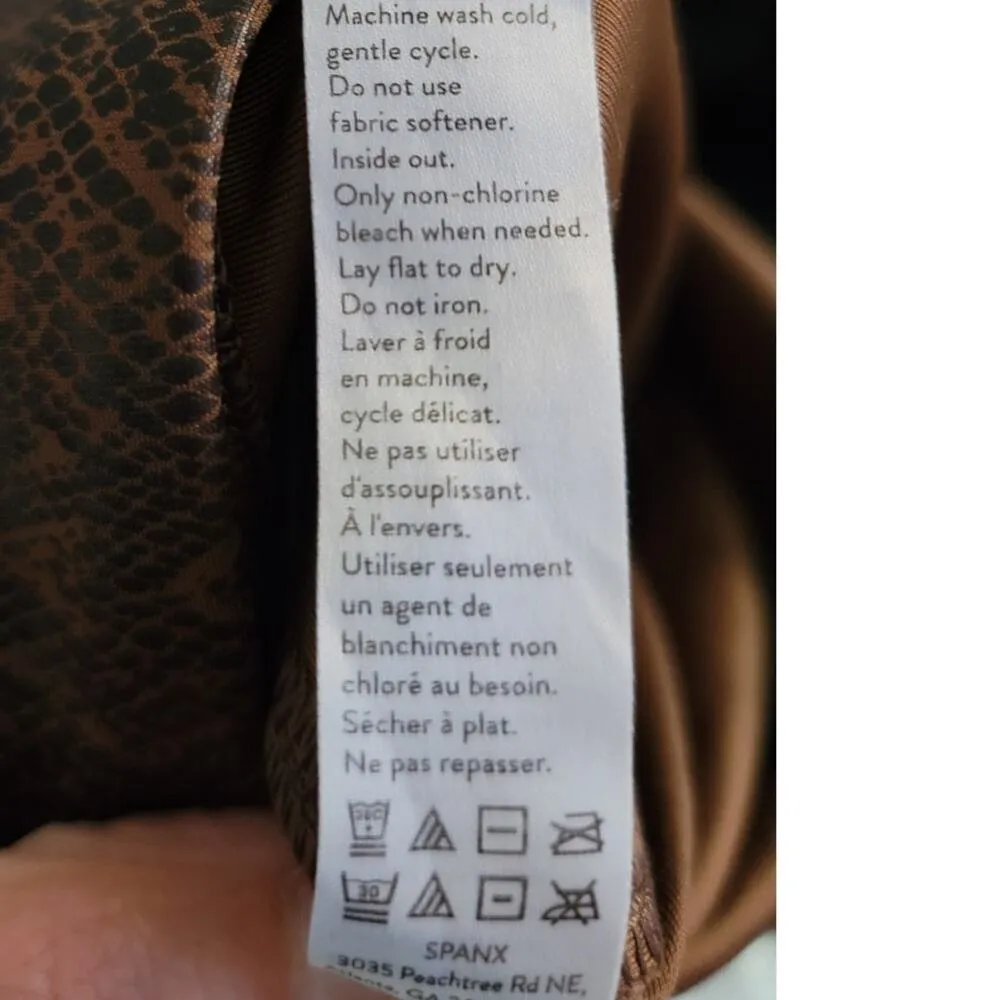 Machine wash cold,
gentle cycle.
Do not use
fabric softener.
Inside out.
Only non-chlorine
bleach when needed.
Lay flat to dry.
Do not iron.
Laver à froid
en machine,
cycle délicat.
Ne pas utiliser
d'assouplissant.
À l'envers.
Utiliser seulement
un agent de
blanchiment non
chloré au besoin.
Sécher à plat.
Ne pas repasser.
30C
30
SPANX
3035 Peachtree Rd NE,
Atlanta, GA